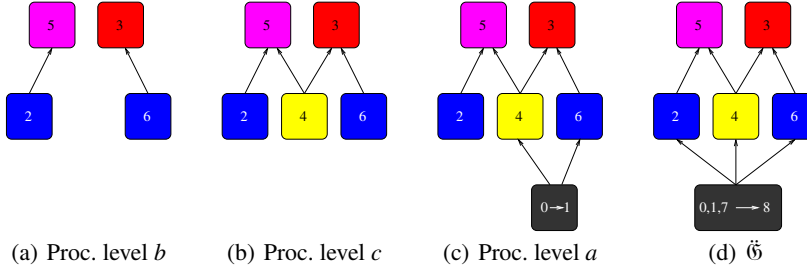 5 3 5 3 5 3 5 3
2 6 2 4 6 2 4 6 2 4 6
0→1 0,1,7 → 8
(a) Proc. level b (b) Proc. level c (c) Proc. level a (d) 𝔊̈